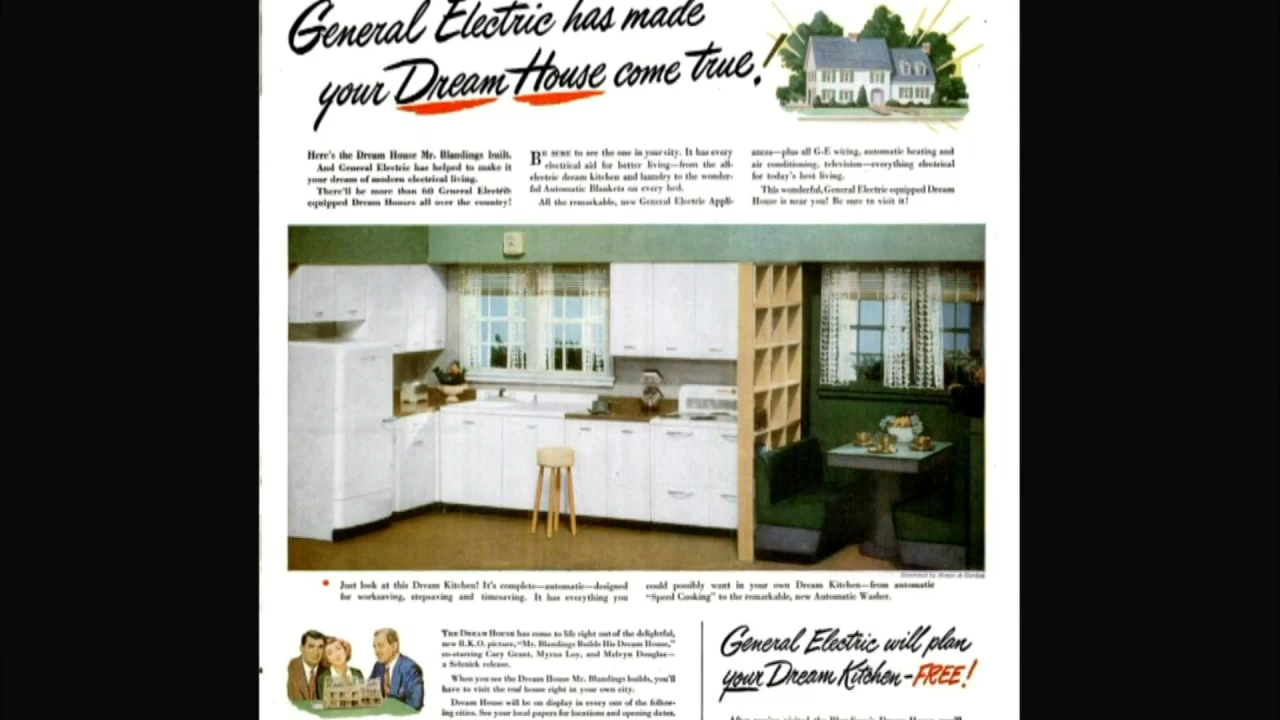 General Electric has made
your Dream House come true!
Here's the Dream House Mr. Blandings built.
And General Electric has helped to make it
your dream of modern electrical living.
There'll be more than 60 General Electric
equipped Dream Houses all over the country!
BE SURE to see the one in your city. It has every
electrical aid for better living—from the all-
electric dream kitchen and laundry to the wonder-
ful Automatic Blankets on every bed.
All the remarkable, new General Electric Appli-
ances—plus all G-E wiring, automatic heating and
air conditioning, television—everything electrical
for today's best living.
This wonderful, General Electric equipped Dream
House is near you! Be sure to visit it!
Just look at this Dream Kitchen! It's complete—automatic—designed
for worksaving, stepsaving and timesaving. It has everything you
could possibly want in your own Dream Kitchen—from automatic
"Speed Cooking" to the remarkable, new Automatic Washer.
THE DREAM HOUSE has come to life right out of the delightful,
new R.K.O. picture, "Mr. Blandings Builds His Dream House,"
co-starring Cary Grant, Myrna Loy, and Melvyn Douglas—
a Selznick release.
When you see the Dream House Mr. Blandings builds, you'll
have to visit the real house right in your own city.
Dream House will be on display in every one of the follow-
ing cities. See your local papers for locations and opening dates.
General Electric will plan
your Dream Kitchen–FREE!